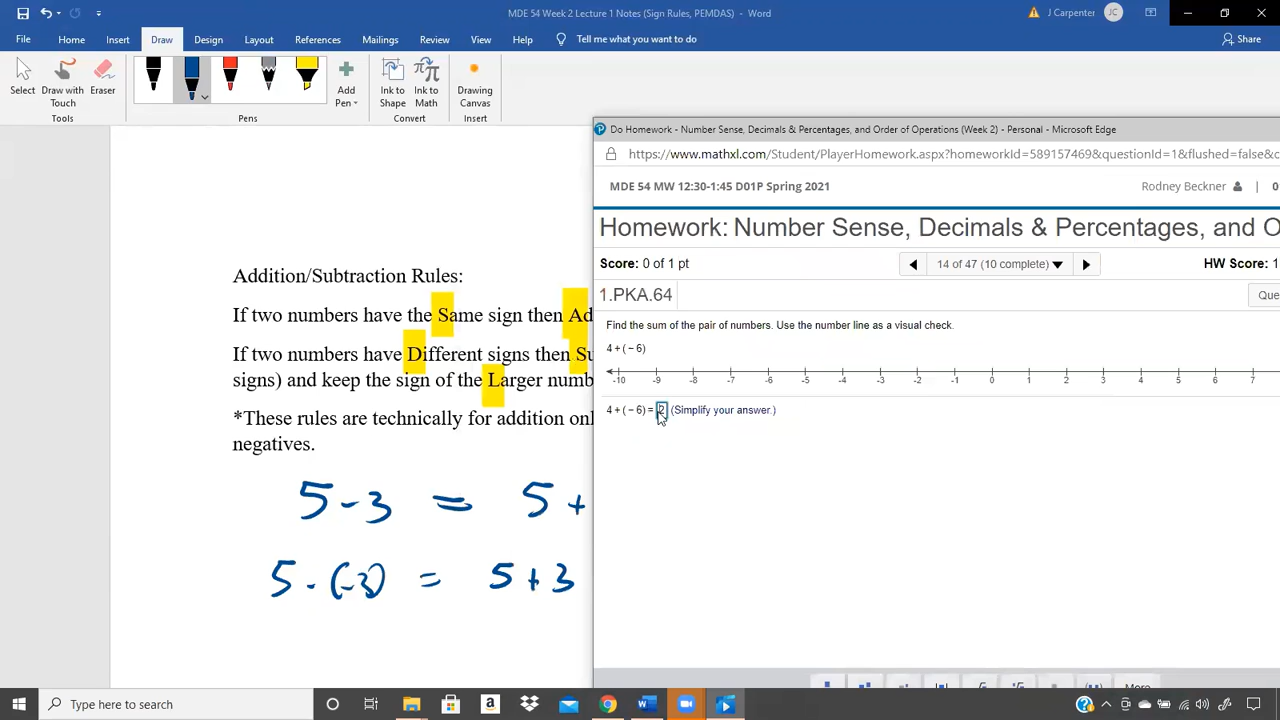 MDE 54 Week 2 Lecture 1 Notes (Sign Rules, PEMDAS) - Word
J Carpenter
JC
File Home Insert Draw Design Layout References Mailings Review View Help Tell me what you want to do
Share
Select
Draw with Touch
Eraser
Add Pen
Ink to Shape
Ink to Math
Drawing Canvas
Tools
Pens
Convert
Insert
Addition/Subtraction Rules:
If two numbers have the Same sign then Ad
If two numbers have Different signs then Su
signs) and keep the sign of the Larger numb
*These rules are technically for addition onl
negatives.
5 - 3 = 5 +
5 - (-3) = 5 + 3
Do Homework - Number Sense, Decimals & Percentages, and Order of Operations (Week 2) - Personal - Microsoft Edge
https://www.mathxl.com/Student/PlayerHomework.aspx?homeworkId=589157469&questionId=1&flushed=false&c
MDE 54 MW 12:30-1:45 D01P Spring 2021
Rodney Beckner
0
Homework: Number Sense, Decimals & Percentages, and O
Score: 0 of 1 pt
14 of 47 (10 complete)
HW Score: 1
1.PKA.64
Que
Find the sum of the pair of numbers. Use the number line as a visual check.
4 + ( - 6)
-10 -9 -8 -7 -6 -5 -4 -3 -2 -1 0 1 2 3 4 5 6 7
4 + ( - 6) = 2 (Simplify your answer.)
More
Type here to search